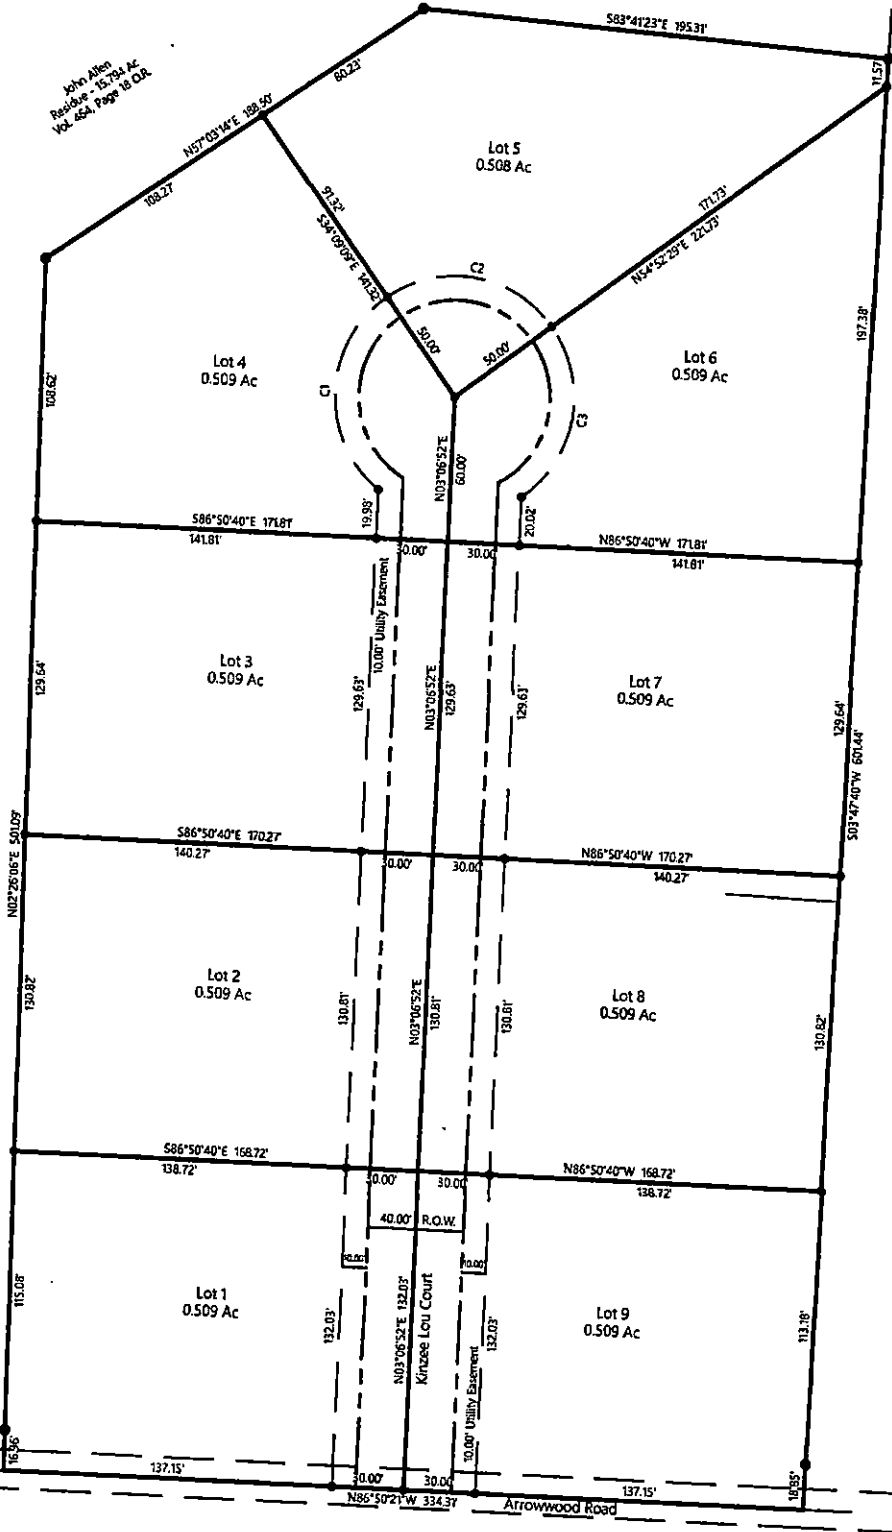 S83°41'23"E 195.31'
John Allen
Residue - 15.794 Ac
Vol. 464, Page 18 O.R.
80.23'
11.57
N57°03'14"E 188.50'
108.27
Lot 5
0.508 Ac
91.32'
S34°09'09"E 141.32'
171.73'
N54°52'29"E 221.73'
C2
197.38'
50.00'
50.00'
Lot 4
0.509 Ac
Lot 6
0.509 Ac
108.62'
C1
C3
N03°06'52"E
60.00'
19.98'
20.02'
S86°50'40"E 171.81'
141.81'
30.00'
30.00
N86°50'40"W 171.81'
141.81'
10.00' Utility Easement
Lot 3
0.509 Ac
Lot 7
0.509 Ac
129.64'
129.63'
N03°06'52"E
129.63'
129.63'
129.64'
S03°47'40"W 601.44'
S86°50'40"E 170.27'
140.27'
30.00'
30.00'
N86°50'40"W 170.27'
140.27'
N02°26'06"E 501.09'
Lot 2
0.509 Ac
Lot 8
0.509 Ac
130.82'
130.81'
N03°06'52"E
130.81'
130.81'
130.82'
S86°50'40"E 168.72'
138.72'
30.00'
30.00
N86°50'40"W 168.72'
138.72'
40.00' R.O.W.
10.00'
10.00'
Lot 1
0.509 Ac
Lot 9
0.509 Ac
115.08'
132.03'
N03°06'52"E 132.03'
Kinzee Lou Court
132.03'
113.18'
10.00' Utility Easement
16.96'
137.15'
30.00'
30.00
137.15'
18.85'
N86°50'21"W 334.31'
Arrowwood Road